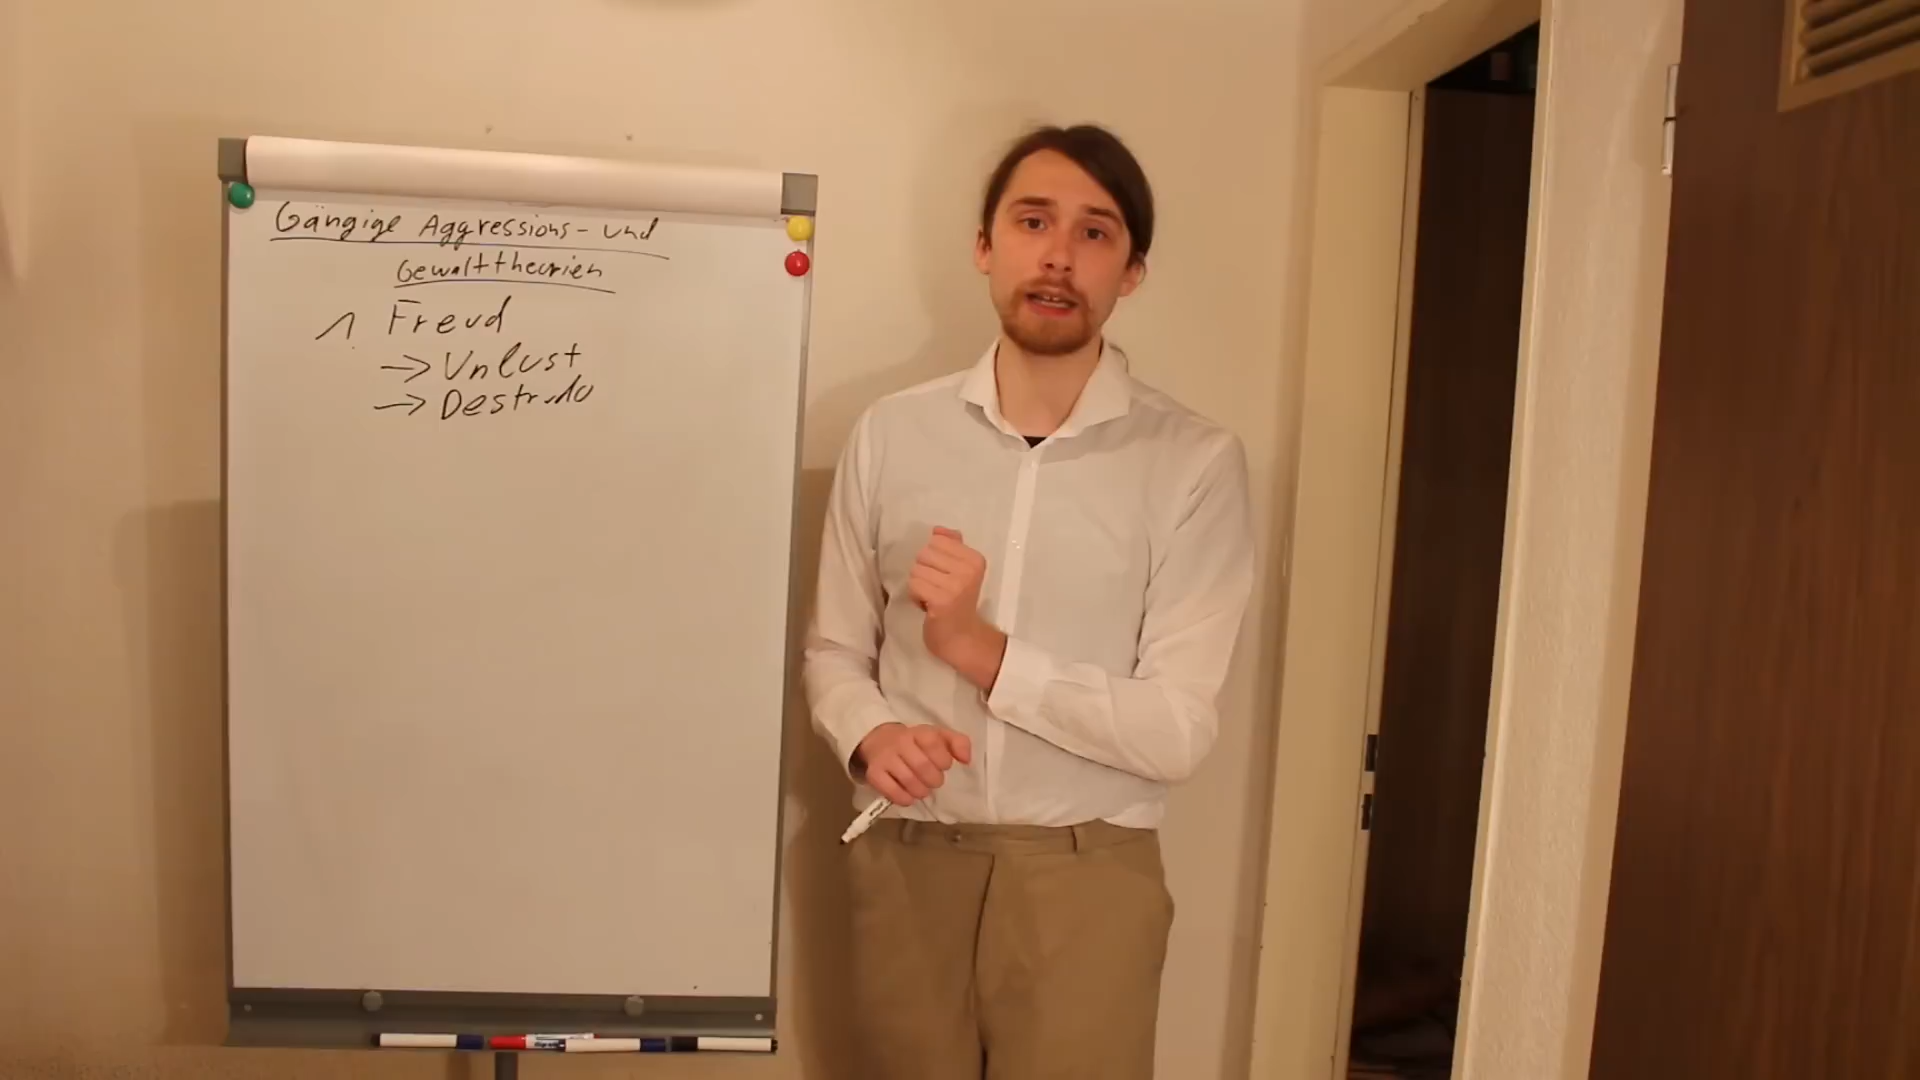 Gängige Aggressions- und
Gewalttheorien
1. Freud
→ Unlust
→ Destrudo